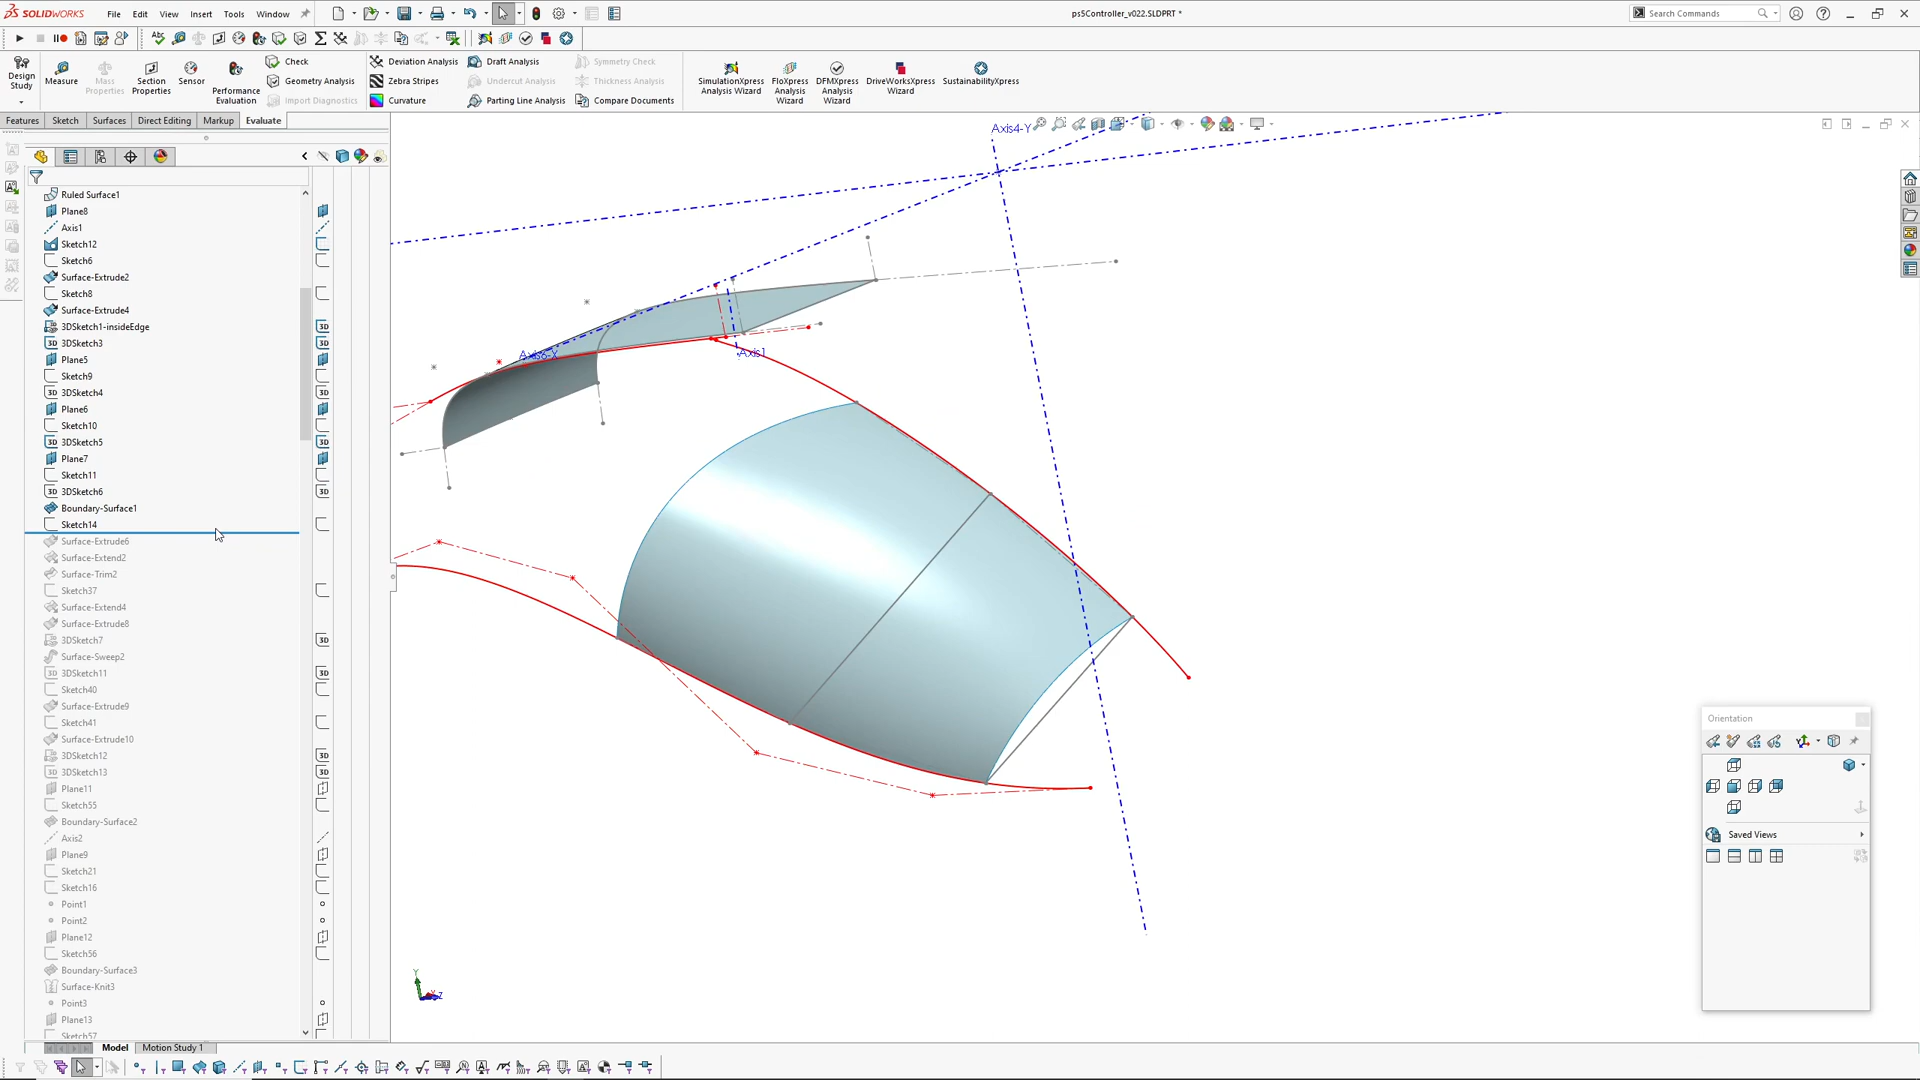 SOLIDWORKS File Edit View Insert Tools Window ps5Controller_v022.SLDPRT * Search Commands
Design Study Measure Mass Properties Section Properties Sensor Performance Evaluation Check Geometry Analysis Import Diagnostics Deviation Analysis Zebra Stripes Curvature Draft Analysis Undercut Analysis Parting Line Analysis Symmetry Check Thickness Analysis Compare Documents SimulationXpress Analysis Wizard FloXpress Analysis Wizard DFMXpress Analysis Wizard DriveWorksXpress Wizard SustainabilityXpress
Features Sketch Surfaces Direct Editing Markup Evaluate
Axis4-Y
Ruled Surface1
Plane8
Axis1
Sketch12
Sketch6
Surface-Extrude2
Sketch8
Surface-Extrude4
3DSketch1-insideEdge
3DSketch3
Plane5
Sketch9
3DSketch4
Plane6
Sketch10
3DSketch5
Plane7
Sketch11
3DSketch6
Boundary-Surface1
Sketch14
Surface-Extrude6
Surface-Extend2
Surface-Trim2
Sketch37
Surface-Extend4
Surface-Extrude8
3DSketch7
Surface-Sweep2
3DSketch11
Sketch40
Surface-Extrude9
Sketch41
Surface-Extrude10
3DSketch12
3DSketch13
Plane11
Sketch55
Boundary-Surface2
Axis2
Plane9
Sketch21
Sketch16
Point1
Point2
Plane12
Sketch56
Boundary-Surface3
Surface-Knit3
Point3
Plane13
Sketch57
Axis6-X
Axis1
Orientation
Saved Views
Y
Z
Model Motion Study 1